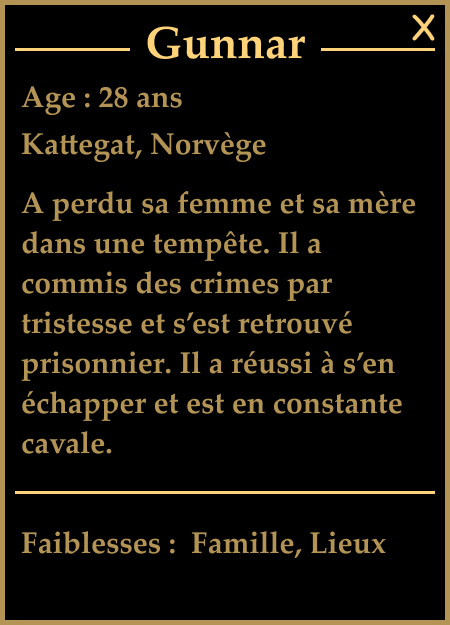 X
Gunnar
Age : 28 ans
Kattegat, Norvège
A perdu sa femme et sa mère
dans une tempête. Il a
commis des crimes par
tristesse et s’est retrouvé
prisonnier. Il a réussi à s’en
échapper et est en constante
cavale.
Faiblesses :  Famille, Lieux